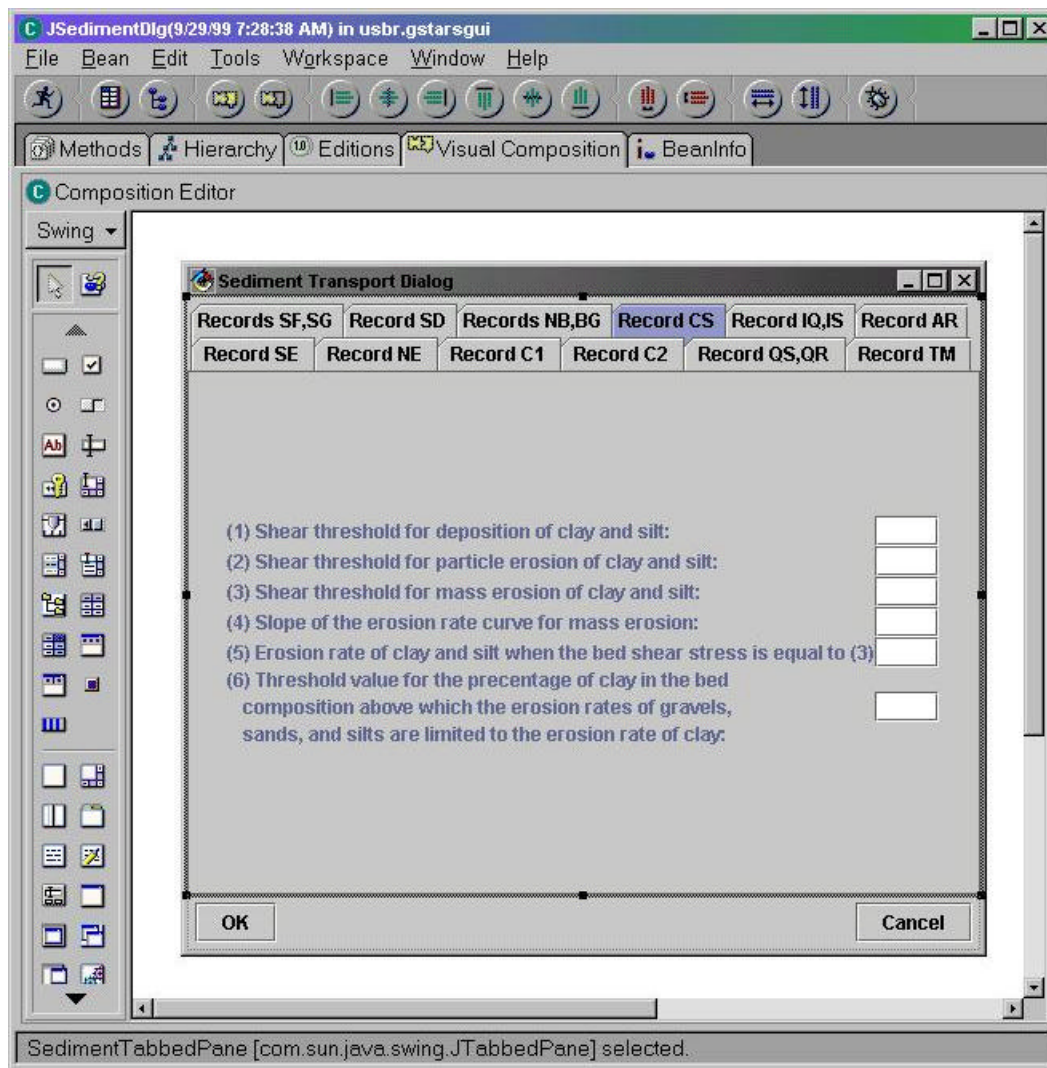 JSedimentDlg(9/29/99 7:28:38 AM) in usbr.gstarsgui
File Bean Edit Tools Workspace Window Help
Methods Hierarchy 1.0 Editions Visual Composition BeanInfo
Composition Editor
Swing
Sediment Transport Dialog
Records SF,SG Record SD Records NB,BG Record CS Record IQ,IS Record AR
Record SE Record NE Record C1 Record C2 Record QS,QR Record TM
Ab
(1) Shear threshold for deposition of clay and silt:
(2) Shear threshold for particle erosion of clay and silt:
(3) Shear threshold for mass erosion of clay and silt:
(4) Slope of the erosion rate curve for mass erosion:
(5) Erosion rate of clay and silt when the bed shear stress is equal to (3)
(6) Threshold value for the precentage of clay in the bed
composition above which the erosion rates of gravels,
sands, and silts are limited to the erosion rate of clay:
OK Cancel
SedimentTabbedPane [com.sun.java.swing.JTabbedPane] selected.